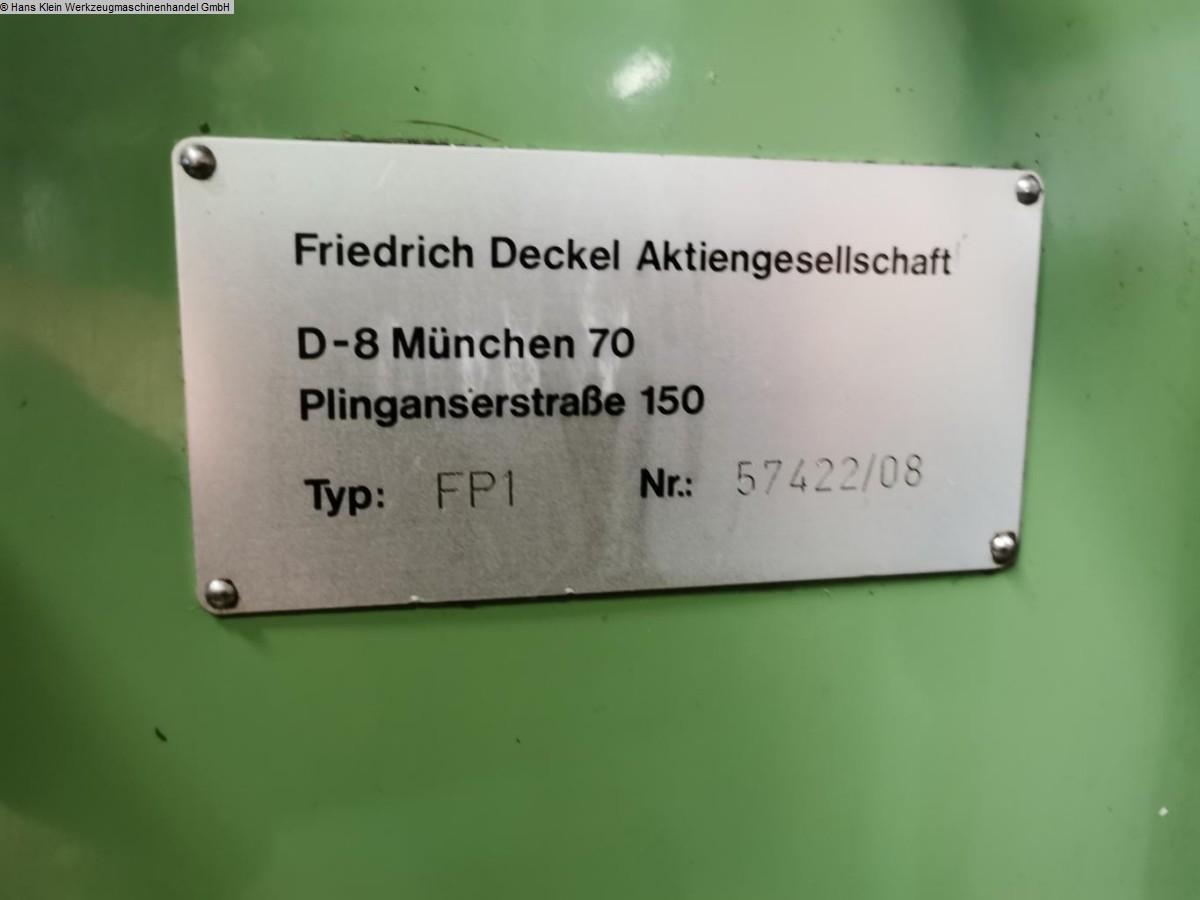 © Hans Klein Werkzeugmaschinenhandel GmbH
Friedrich Deckel Aktiengesellschaft
D-8 München 70
Plinganserstraße 150
Typ: FP1 Nr.: 57422/08